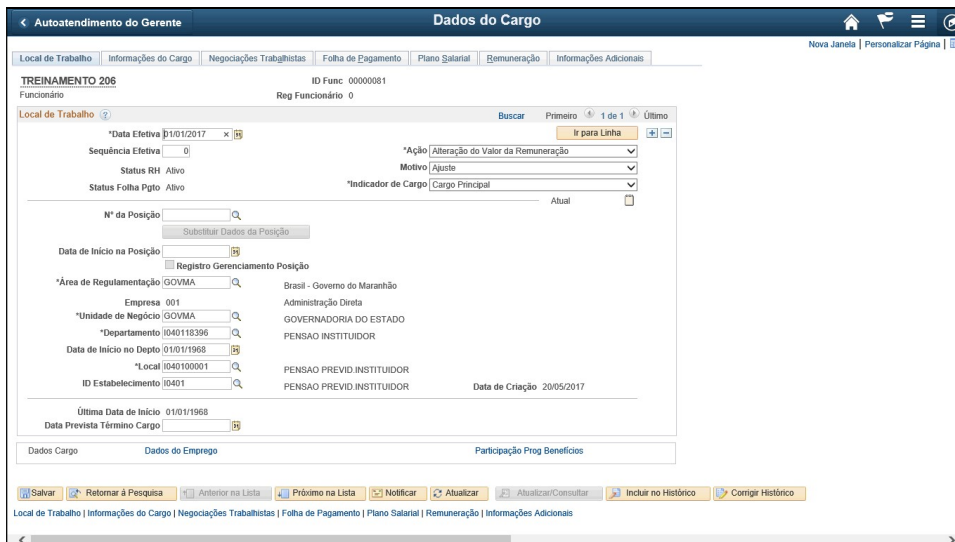 Autoatendimento do Gerente
Dados do Cargo
Nova Janela | Personalizar Página |
Local de Trabalho Informações do Cargo Negociações Trabalhistas Folha de Pagamento Plano Salarial Remuneração Informações Adicionais
TREINAMENTO 206 ID Func 00000081
Funcionário Reg Funcionário 0
Local de Trabalho ? Buscar Primeiro 1 de 1 Último
*Data Efetiva 01/01/2017 × Ir para Linha + −
Sequência Efetiva 0 *Ação Alteração do Valor da Remuneração
Status RH Ativo Motivo Ajuste
Status Folha Pgto Ativo *Indicador de Cargo Cargo Principal
Atual
Nº da Posição
Substituir Dados da Posição
Data de Início na Posição
Registro Gerenciamento Posição
*Área de Regulamentação GOVMA Brasil - Governo do Maranhão
Empresa 001 Administração Direta
*Unidade de Negócio GOVMA GOVERNADORIA DO ESTADO
*Departamento I040118396 PENSAO INSTITUIDOR
Data de Início no Depto 01/01/1968
*Local I040100001 PENSAO PREVID.INSTITUIDOR
ID Estabelecimento I0401 PENSAO PREVID.INSTITUIDOR Data de Criação 20/05/2017
Última Data de Início 01/01/1968
Data Prevista Término Cargo
Dados Cargo Dados do Emprego Participação Prog Benefícios
Salvar Retornar à Pesquisa Anterior na Lista Próximo na Lista Notificar Atualizar Atualizar/Consultar Incluir no Histórico Corrigir Histórico
Local de Trabalho | Informações do Cargo | Negociações Trabalhistas | Folha de Pagamento | Plano Salarial | Remuneração | Informações Adicionais